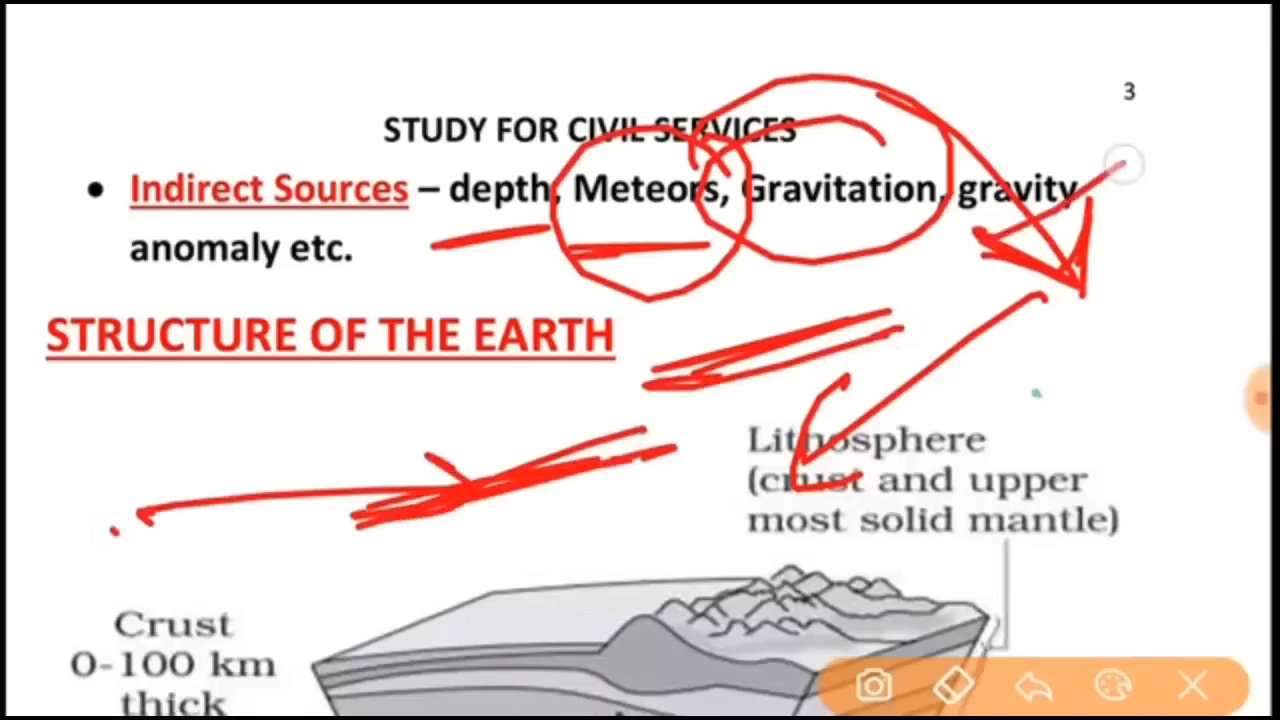 3
STUDY FOR CIVIL SERVICES
• Indirect Sources – depth, Meteors, Gravitation, gravity
anomaly etc.
STRUCTURE OF THE EARTH
Lithosphere
(crust and upper
most solid mantle)
Crust
0-100 km
thick